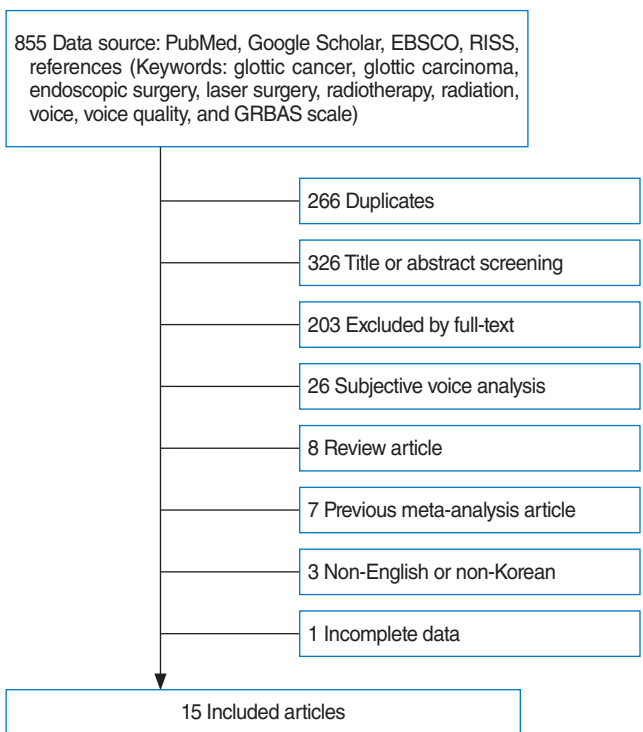 855 Data source: PubMed, Google Scholar, EBSCO, RISS,
references (Keywords: glottic cancer, glottic carcinoma,
endoscopic surgery, laser surgery, radiotherapy, radiation,
voice, voice quality, and GRBAS scale)
266 Duplicates
326 Title or abstract screening
203 Excluded by full-text
26 Subjective voice analysis
8 Review article
7 Previous meta-analysis article
3 Non-English or non-Korean
1 Incomplete data
15 Included articles